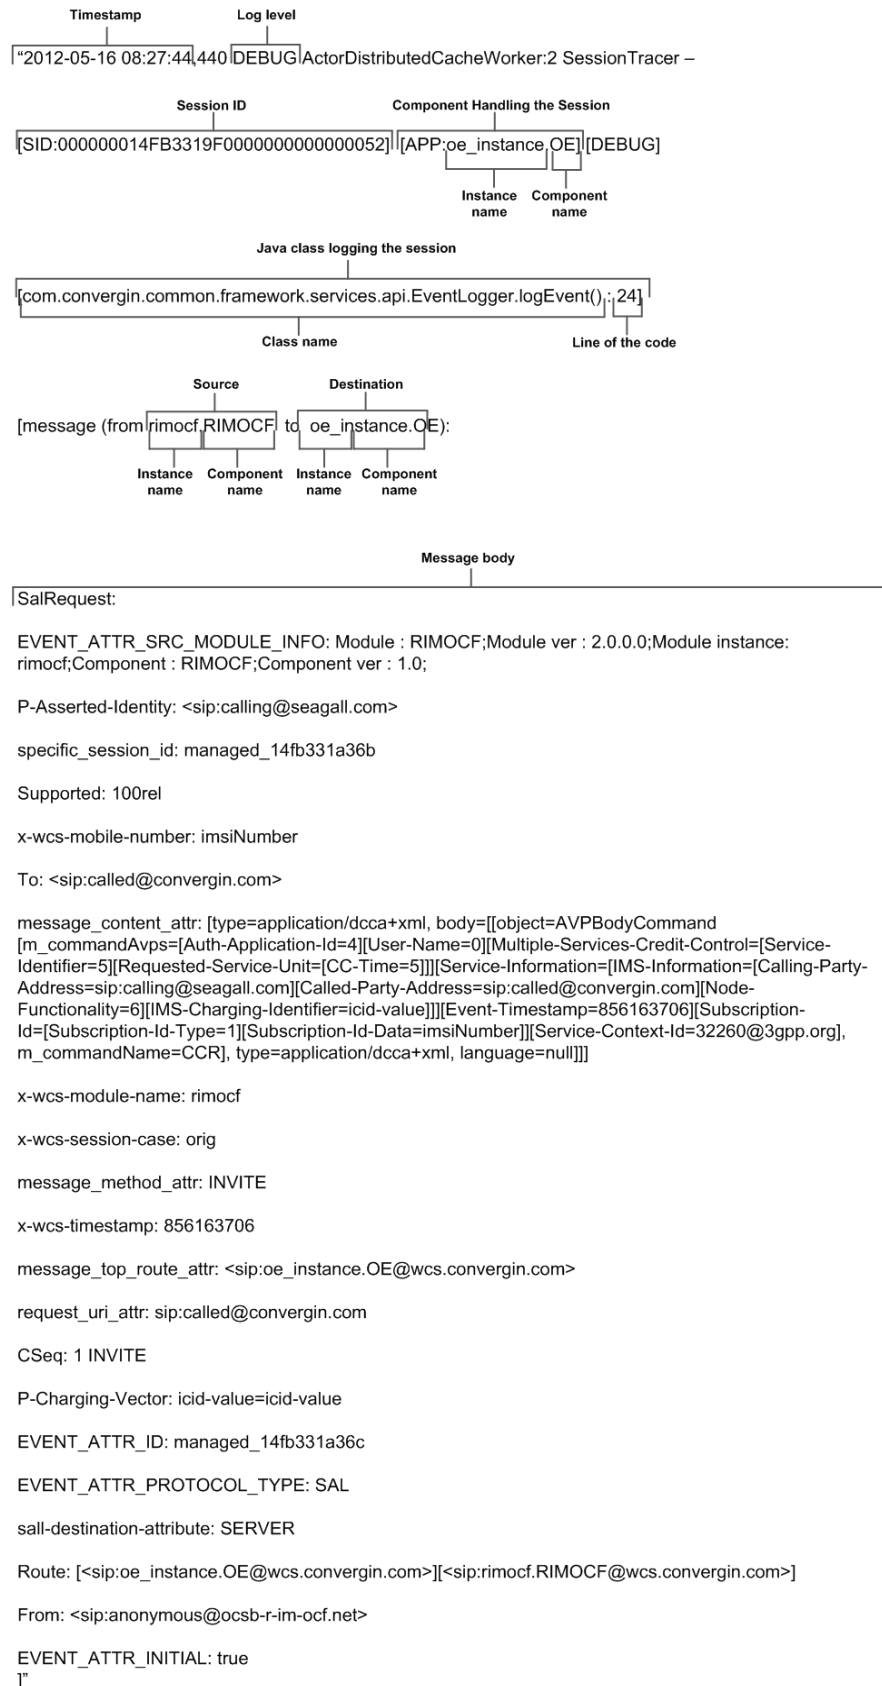 Timestamp Log level
“2012-05-16 08:27:44,440 DEBUG ActorDistributedCacheWorker:2 SessionTracer –
Session ID Component Handling the Session
[SID:000000014FB3319F0000000000000052] [APP:oe_instance.OE] [DEBUG]
Instance name Component name
Java class logging the session
[com.convergin.common.framework.services.api.EventLogger.logEvent() : 24]
Class name Line of the code
Source Destination
[message (from rimocf.RIMOCF to oe_instance.OE):
Instance name Component name Instance name Component name
Message body
SalRequest:
EVENT_ATTR_SRC_MODULE_INFO: Module : RIMOCF;Module ver : 2.0.0.0;Module instance:
rimocf;Component : RIMOCF;Component ver : 1.0;
P-Asserted-Identity: <sip:calling@seagall.com>
specific_session_id: managed_14fb331a36b
Supported: 100rel
x-wcs-mobile-number: imsiNumber
To: <sip:called@convergin.com>
message_content_attr: [type=application/dcca+xml, body=[[object=AVPBodyCommand
[m_commandAvps=[Auth-Application-Id=4][User-Name=0][Multiple-Services-Credit-Control=[Service-
Identifier=5][Requested-Service-Unit=[CC-Time=5]]][Service-Information=[IMS-Information=[Calling-Party-
Address=sip:calling@seagall.com][Called-Party-Address=sip:called@convergin.com][Node-
Functionality=6][IMS-Charging-Identifier=icid-value]]][Event-Timestamp=856163706][Subscription-
Id=[Subscription-Id-Type=1][Subscription-Id-Data=imsiNumber]][Service-Context-Id=32260@3gpp.org],
m_commandName=CCR], type=application/dcca+xml, language=null]]]
x-wcs-module-name: rimocf
x-wcs-session-case: orig
message_method_attr: INVITE
x-wcs-timestamp: 856163706
message_top_route_attr: <sip:oe_instance.OE@wcs.convergin.com>
request_uri_attr: sip:called@convergin.com
CSeq: 1 INVITE
P-Charging-Vector: icid-value=icid-value
EVENT_ATTR_ID: managed_14fb331a36c
EVENT_ATTR_PROTOCOL_TYPE: SAL
sall-destination-attribute: SERVER
Route: [<sip:oe_instance.OE@wcs.convergin.com>][<sip:rimocf.RIMOCF@wcs.convergin.com>]
From: <sip:anonymous@ocsb-r-im-ocf.net>
EVENT_ATTR_INITIAL: true
]”